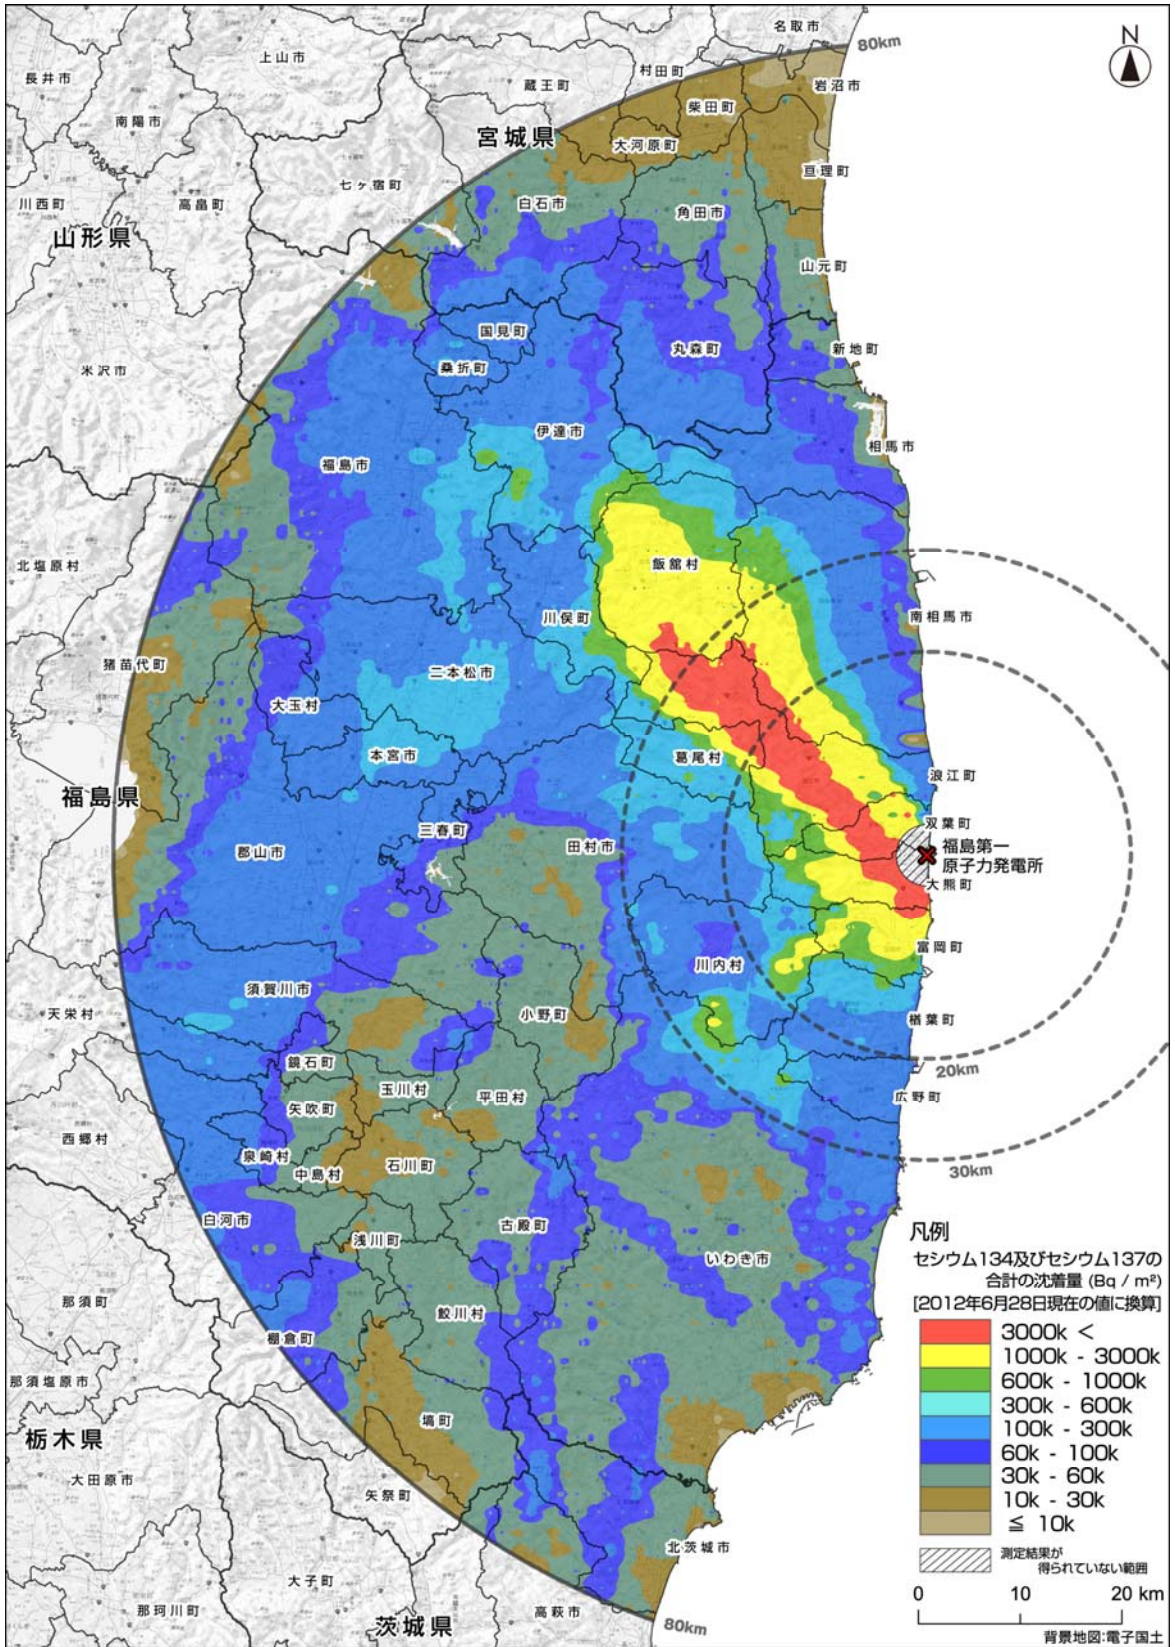 名取市
80km
N
上山市
村田町
長井市
蔵王町
岩沼市
柴田町
南陽市
宮城県
大河原町
亘理町
七ヶ宿町
川西町
高畠町
白石市
角田市
山形県
山元町
国見町
丸森町
新地町
桑折町
米沢市
伊達市
相馬市
福島市
飯舘村
北塩原村
川俣町
南相馬市
猪苗代町
二本松市
大玉村
本宮市
葛尾村
浪江町
福島県
双葉町
三春町
田村市
郡山市
福島第一
原子力発電所
大熊町
富岡町
川内村
須賀川市
天栄村
小野町
楢葉町
鏡石町
20km
玉川村
平田村
広野町
矢吹町
西郷村
泉崎村
中島村
石川町
30km
白河市
古殿町
浅川町
いわき市
那須町
鮫川村
棚倉町
那須塩原市
塙町
栃木県
大田原市
矢祭町
北茨城市
大子町
那珂川町
高萩市
茨城県
80km
凡例
セシウム134及びセシウム137の
合計の沈着量 (Bq / m²)
[2012年6月28日現在の値に換算]
3000k <
1000k - 3000k
600k - 1000k
300k - 600k
100k - 300k
60k - 100k
30k - 60k
10k - 30k
≦ 10k
測定結果が
得られていない範囲
0 10 20 km
背景地図:電子国土